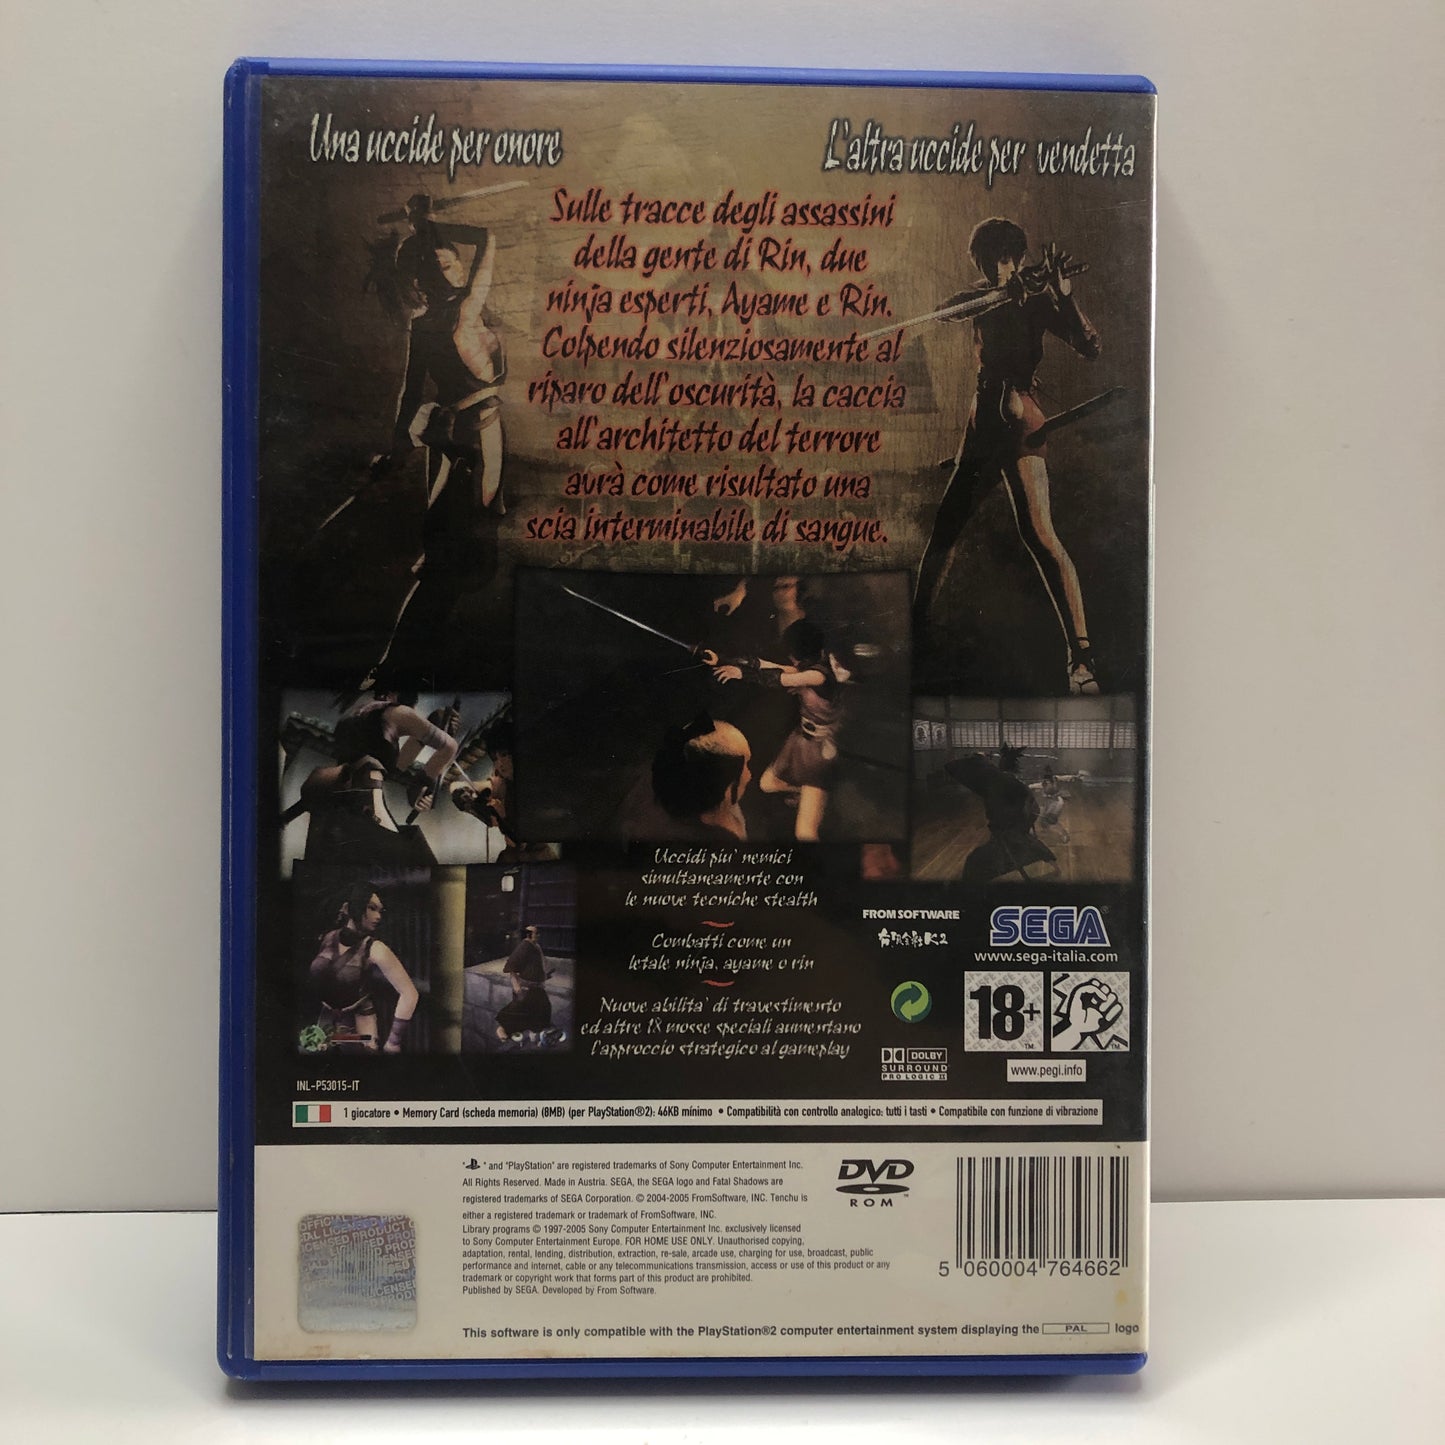 Una uccide per onore
L'altra uccide per vendetta
Sulle tracce degli assassini
della gente di Rin, due
ninja esperti, Ayame e Rin.
Colpendo silenziosamente al
riparo dell'oscurità, la caccia
all'architetto del terrore
avrà come risultato una
scia interminabile di sangue.
Uccidi piu' nemici
simultaneamente con
le nuove tecniche stealth
Combatti come un
letale ninja, ayame o rin
Nuove abilita' di travestimento
ed altre 18 mosse speciali aumentano
l'approccio strategico al gameplay
FROMSOFTWARE
K2
SEGA
www.sega-italia.com
18+
www.pegi.info
DOLBY
SURROUND
PRO LOGIC II
INL-P53015-IT
1 giocatore • Memory Card (scheda memoria) (8MB) (per PlayStation®2): 46KB mínimo • Compatibilità con controllo analogico: tutti i tasti • Compatibile con funzione di vibrazione
" " and "PlayStation" are registered trademarks of Sony Computer Entertainment Inc.
All Rights Reserved. Made in Austria. SEGA, the SEGA logo and Fatal Shadows are
registered trademarks of SEGA Corporation. © 2004-2005 FromSoftware, INC. Tenchu is
either a registered trademark or trademark of FromSoftware, INC.
Library programs © 1997-2005 Sony Computer Entertainment Inc. exclusively licensed
to Sony Computer Entertainment Europe. FOR HOME USE ONLY. Unauthorised copying,
adaptation, rental, lending, distribution, extraction, re-sale, arcade use, charging for use, broadcast, public
performance and internet, cable or any telecommunications transmission, access or use of this product or any
trademark or copyright work that forms part of this product are prohibited.
Published by SEGA. Developed by From Software.
DVD
ROM
5 060004 764662
This software is only compatible with the PlayStation®2 computer entertainment system displaying the PAL logo